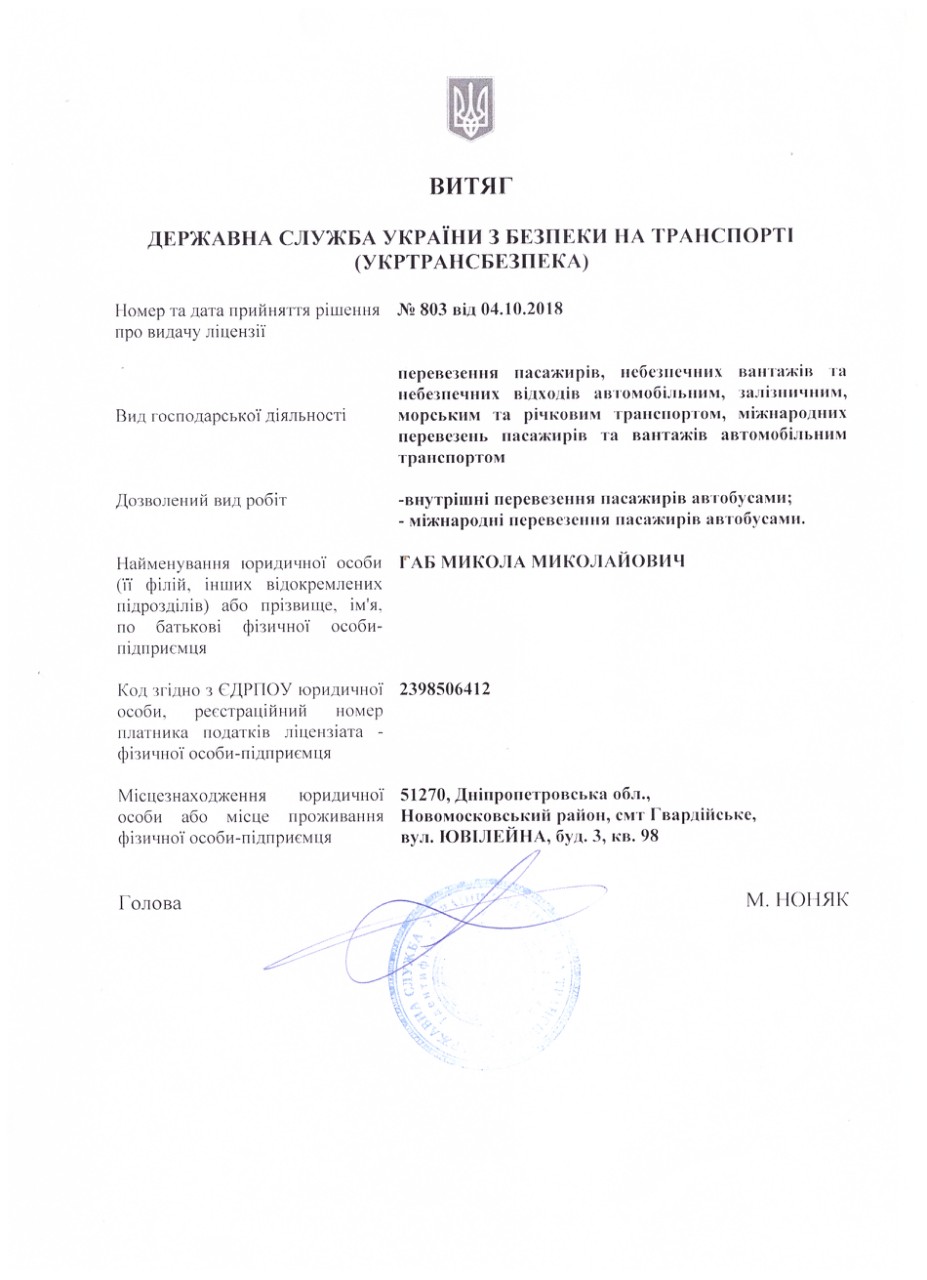 ВИТЯГ
ДЕРЖАВНА СЛУЖБА УКРАЇНИ З БЕЗПЕКИ НА ТРАНСПОРТІ
(УКРТРАНСБЕЗПЕКА)
Номер та дата прийняття рішення № 803 від 04.10.2018
про видачу ліцензії
Вид господарської діяльності
перевезення пасажирів, небезпечних вантажів та
небезпечних відходів автомобільним, залізничним,
морським та річковим транспортом, міжнародних
перевезень пасажирів та вантажів автомобільним
транспортом
Дозволений вид робіт
-внутрішні перевезення пасажирів автобусами;
- міжнародні перевезення пасажирів автобусами.
Найменування юридичної особи
(її філій, інших відокремлених
підрозділів) або прізвище, ім'я,
по батькові фізичної особи-
підприємця
ГАБ МИКОЛА МИКОЛАЙОВИЧ
Код згідно з ЄДРПОУ юридичної
особи, реєстраційний номер
платника податків ліцензіата -
фізичної особи-підприємця
2398506412
Місцезнаходження юридичної
особи або місце проживання
фізичної особи-підприємця
51270, Дніпропетровська обл.,
Новомосковський район, смт Гвардійське,
вул. ЮВІЛЕЙНА, буд. 3, кв. 98
Голова
М. НОНЯК